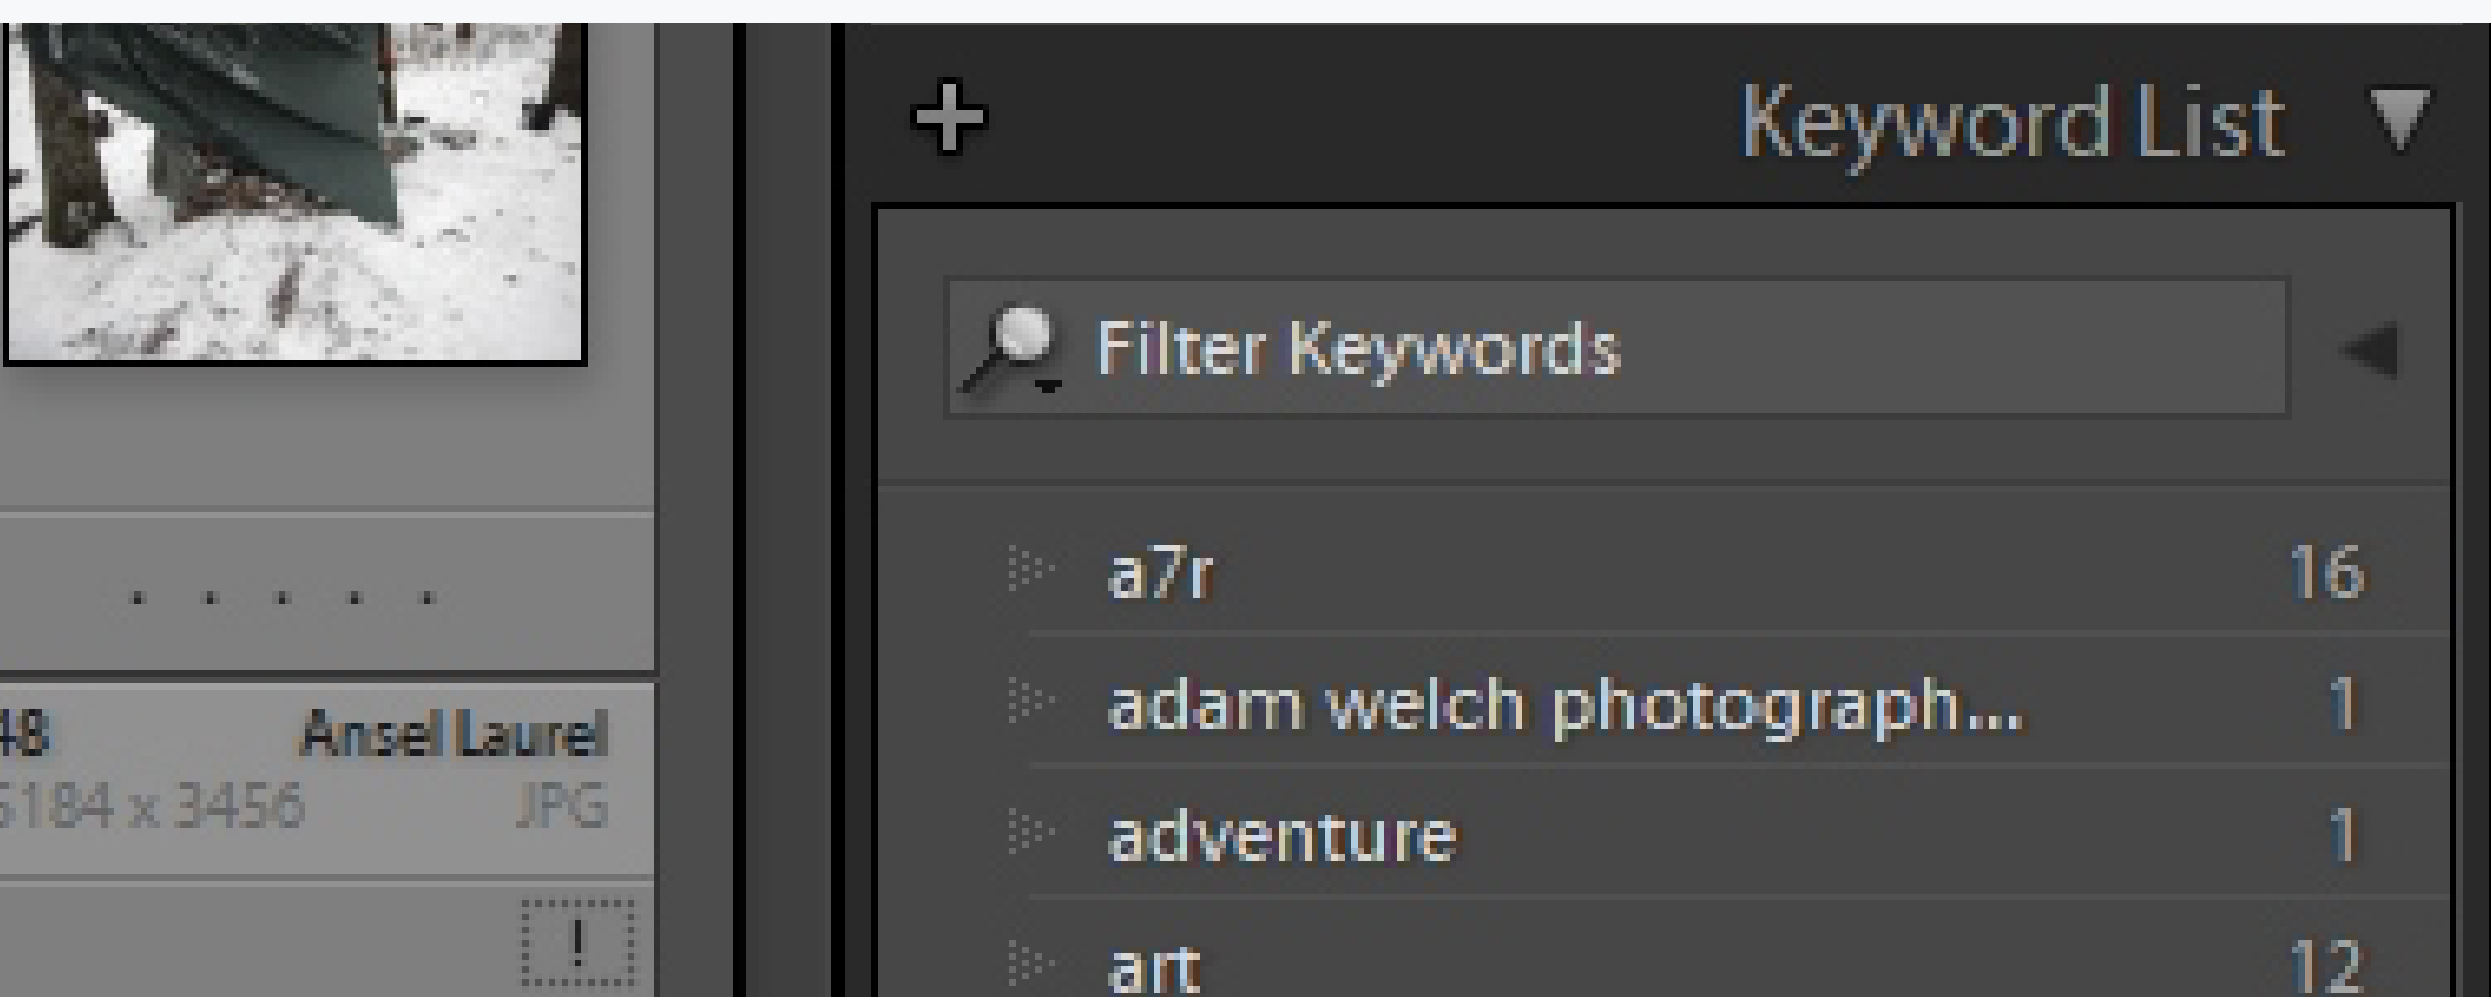 Keyword List
Filter Keywords
a7r 16
adam welch photograph... 1
adventure 1
art 12
48 Ansel Laurel
5184 x 3456 JPG
!